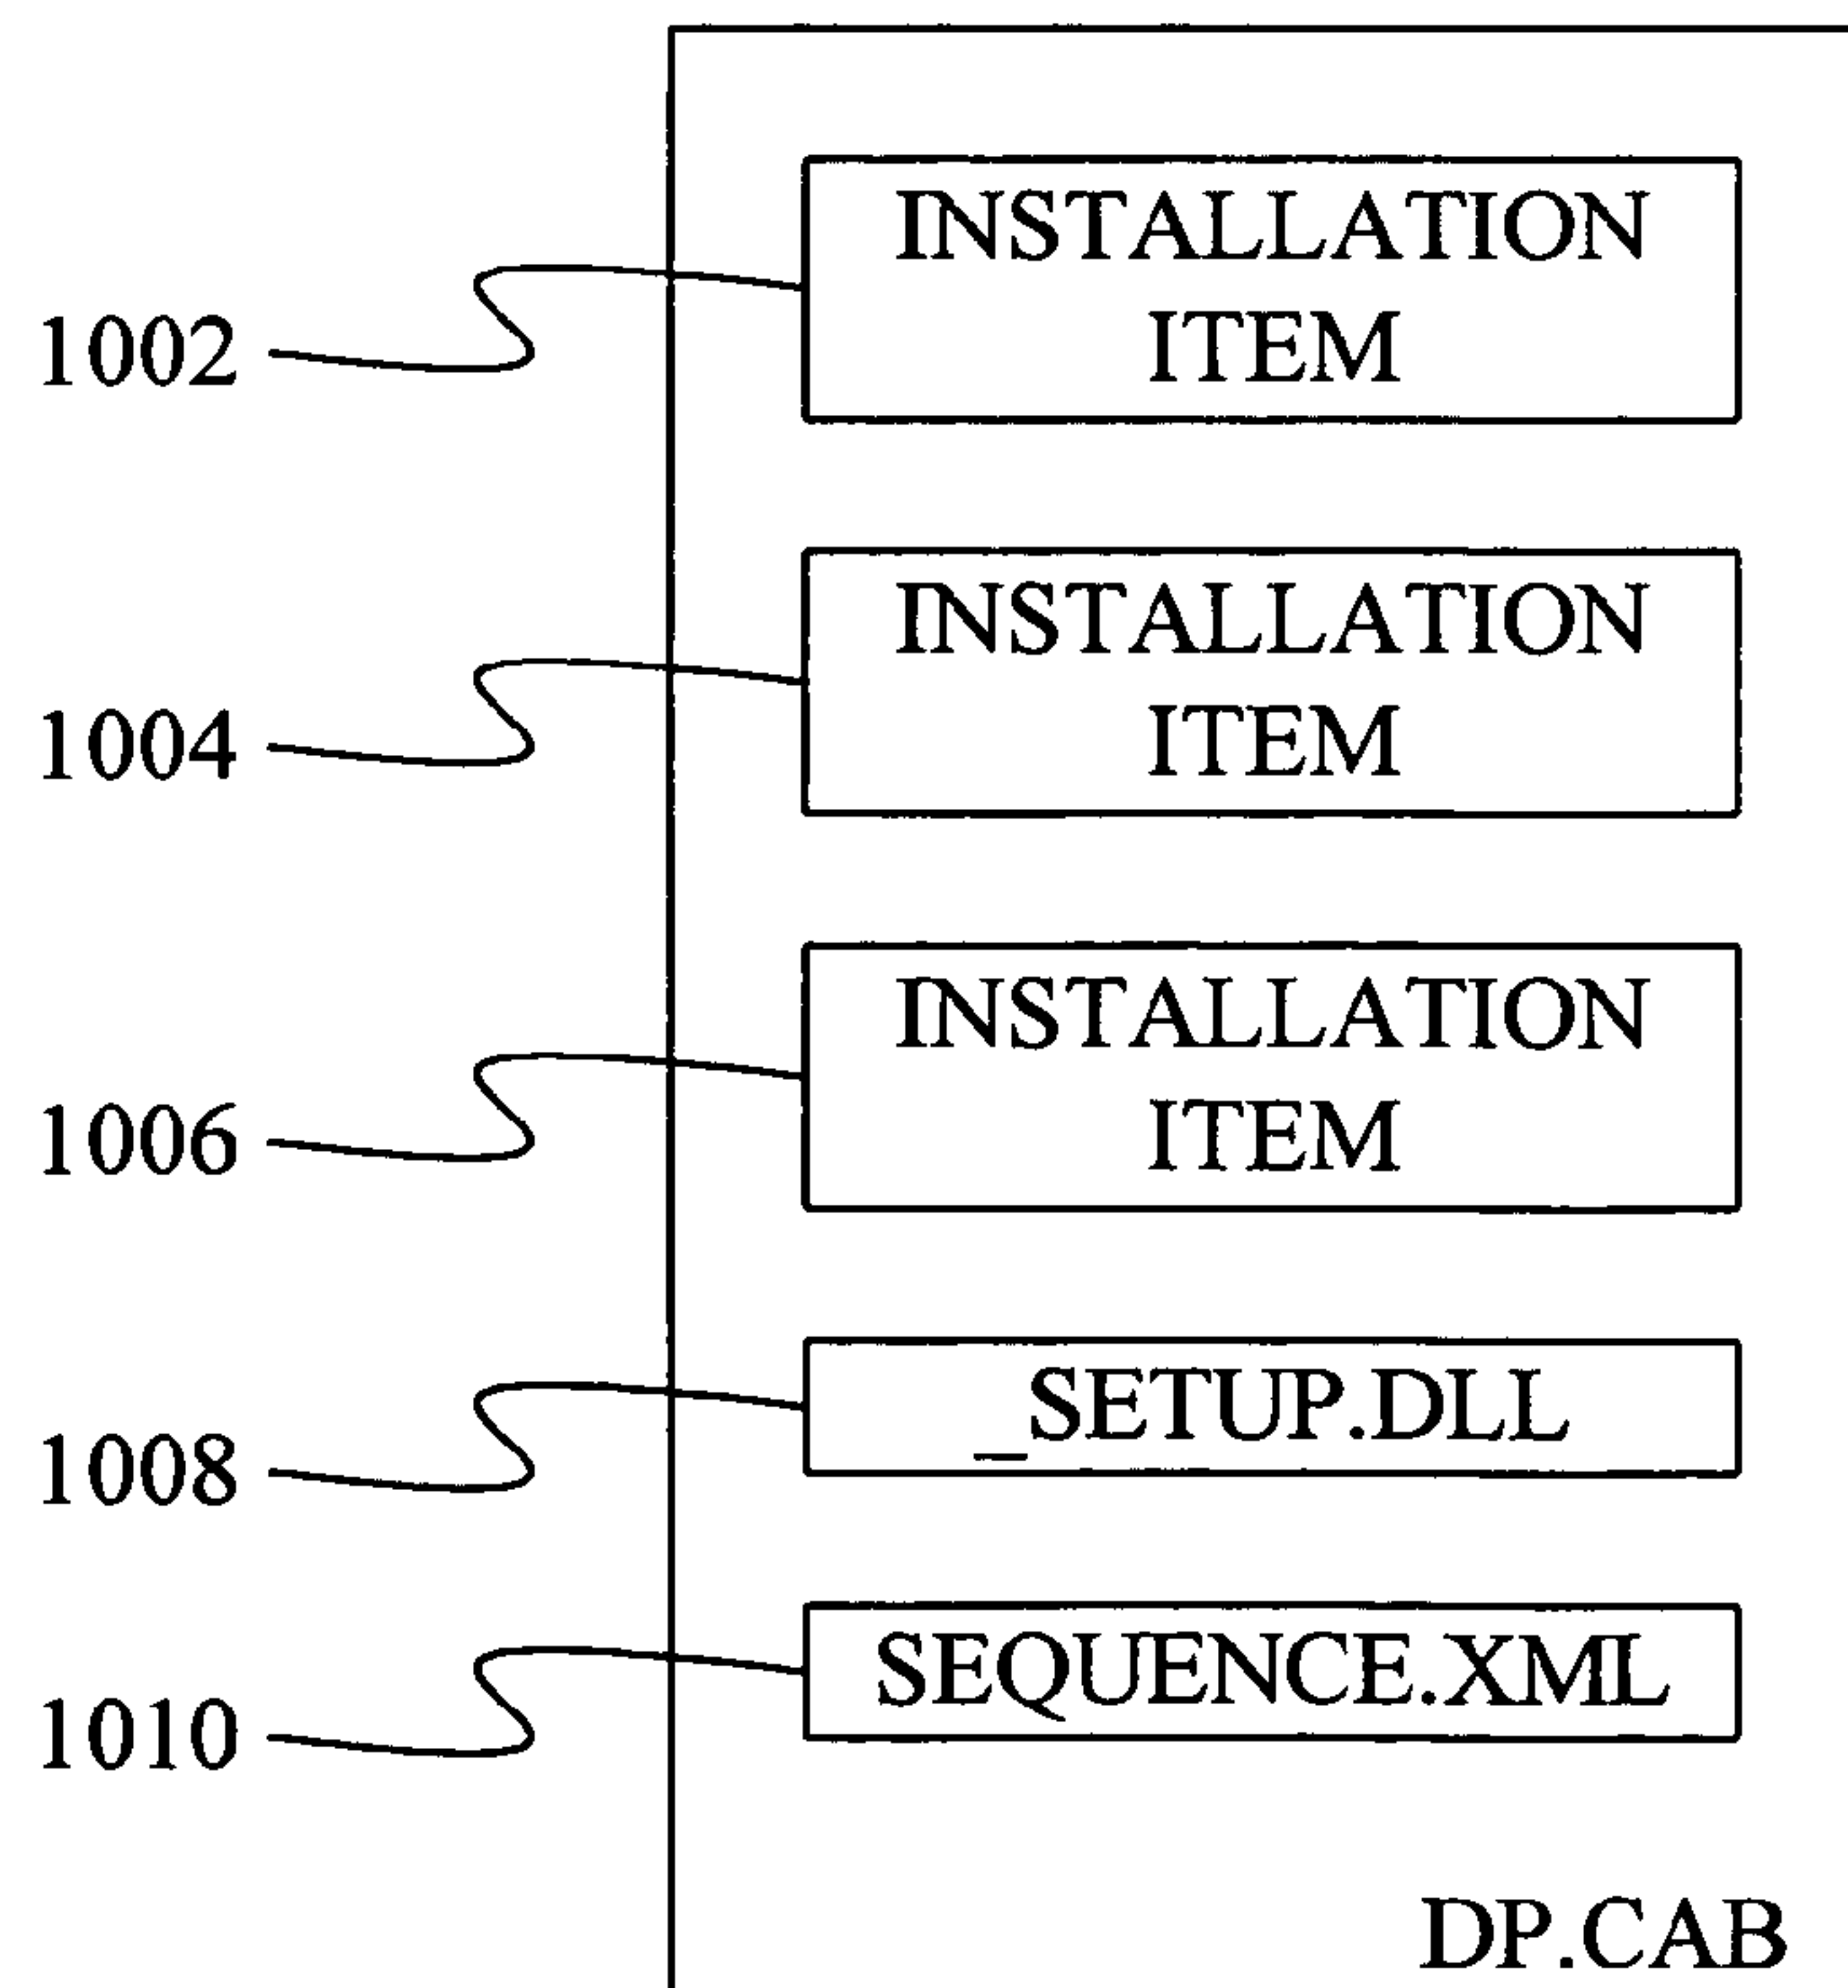 INSTALLATION
ITEM
1002
INSTALLATION
ITEM
1004
INSTALLATION
ITEM
1006
_SETUP.DLL
1008
SEQUENCE.XML
1010
DP.CAB